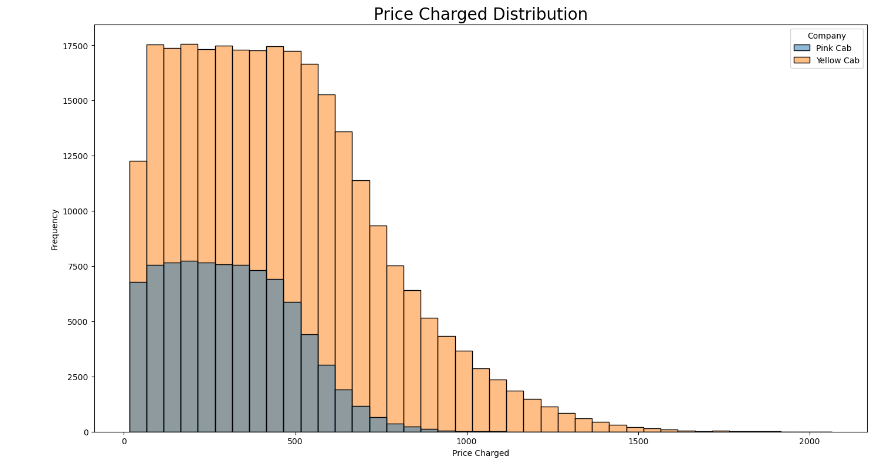 Price Charged Distribution
Company
Pink Cab
Yellow Cab
17500
15000
12500
10000
7500
5000
2500
0
Frequency
0
500
1000
1500
2000
Price Charged